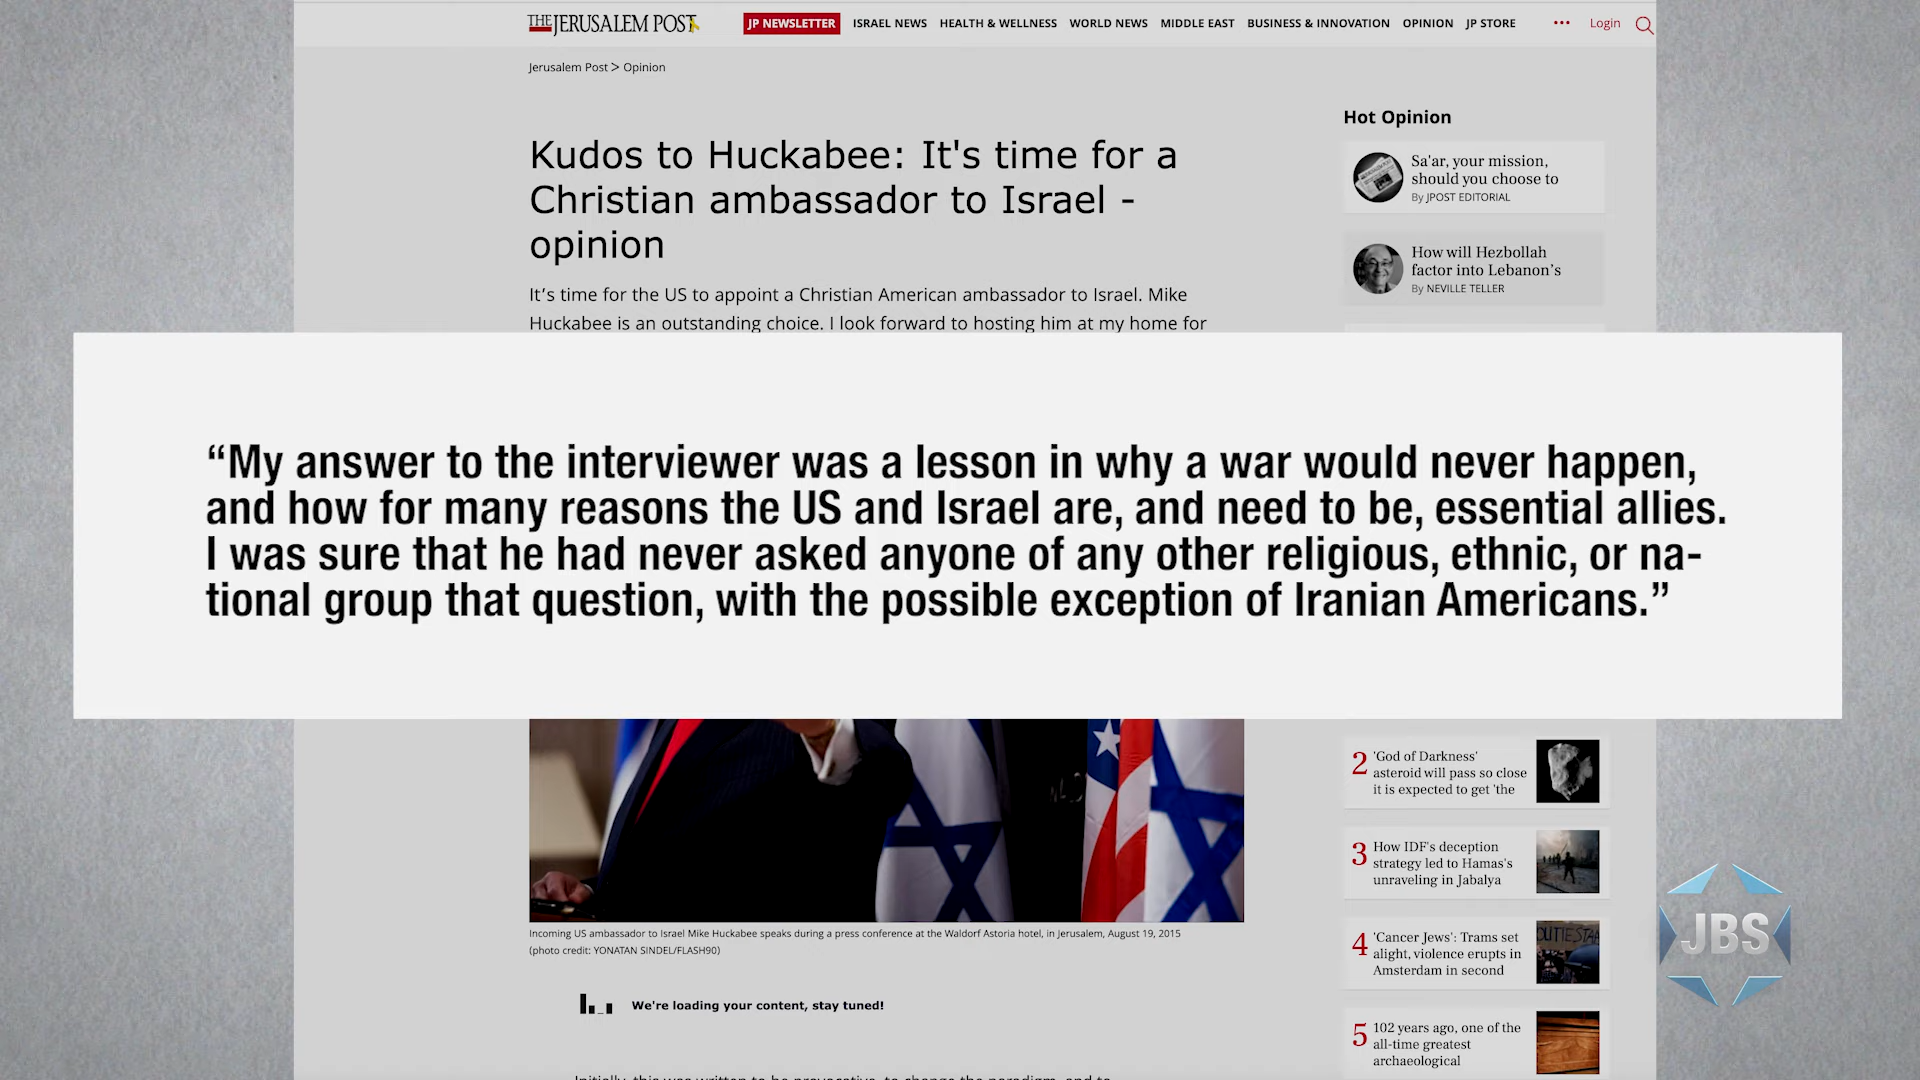 THE JERUSALEM POST
JP NEWSLETTER ISRAEL NEWS HEALTH & WELLNESS WORLD NEWS MIDDLE EAST BUSINESS & INNOVATION OPINION JP STORE ••• Login
Jerusalem Post > Opinion
Kudos to Huckabee: It's time for a
Christian ambassador to Israel -
opinion
It's time for the US to appoint a Christian American ambassador to Israel. Mike
Huckabee is an outstanding choice. I look forward to hosting him at my home for
Hot Opinion
Sa'ar, your mission,
should you choose to
By JPOST EDITORIAL
How will Hezbollah
factor into Lebanon's
By NEVILLE TELLER
“My answer to the interviewer was a lesson in why a war would never happen,
and how for many reasons the US and Israel are, and need to be, essential allies.
I was sure that he had never asked anyone of any other religious, ethnic, or na-
tional group that question, with the possible exception of Iranian Americans.”
Incoming US ambassador to Israel Mike Huckabee speaks during a press conference at the Waldorf Astoria hotel, in Jerusalem, August 19, 2015
(photo credit: YONATAN SINDEL/FLASH90)
We're loading your content, stay tuned!
2 'God of Darkness'
asteroid will pass so close
it is expected to get 'the
3 How IDF's deception
strategy led to Hamas's
unraveling in Jabalya
4 'Cancer Jews': Trams set
alight, violence erupts in
Amsterdam in second
5 102 years ago, one of the
all-time greatest
archaeological
JBS